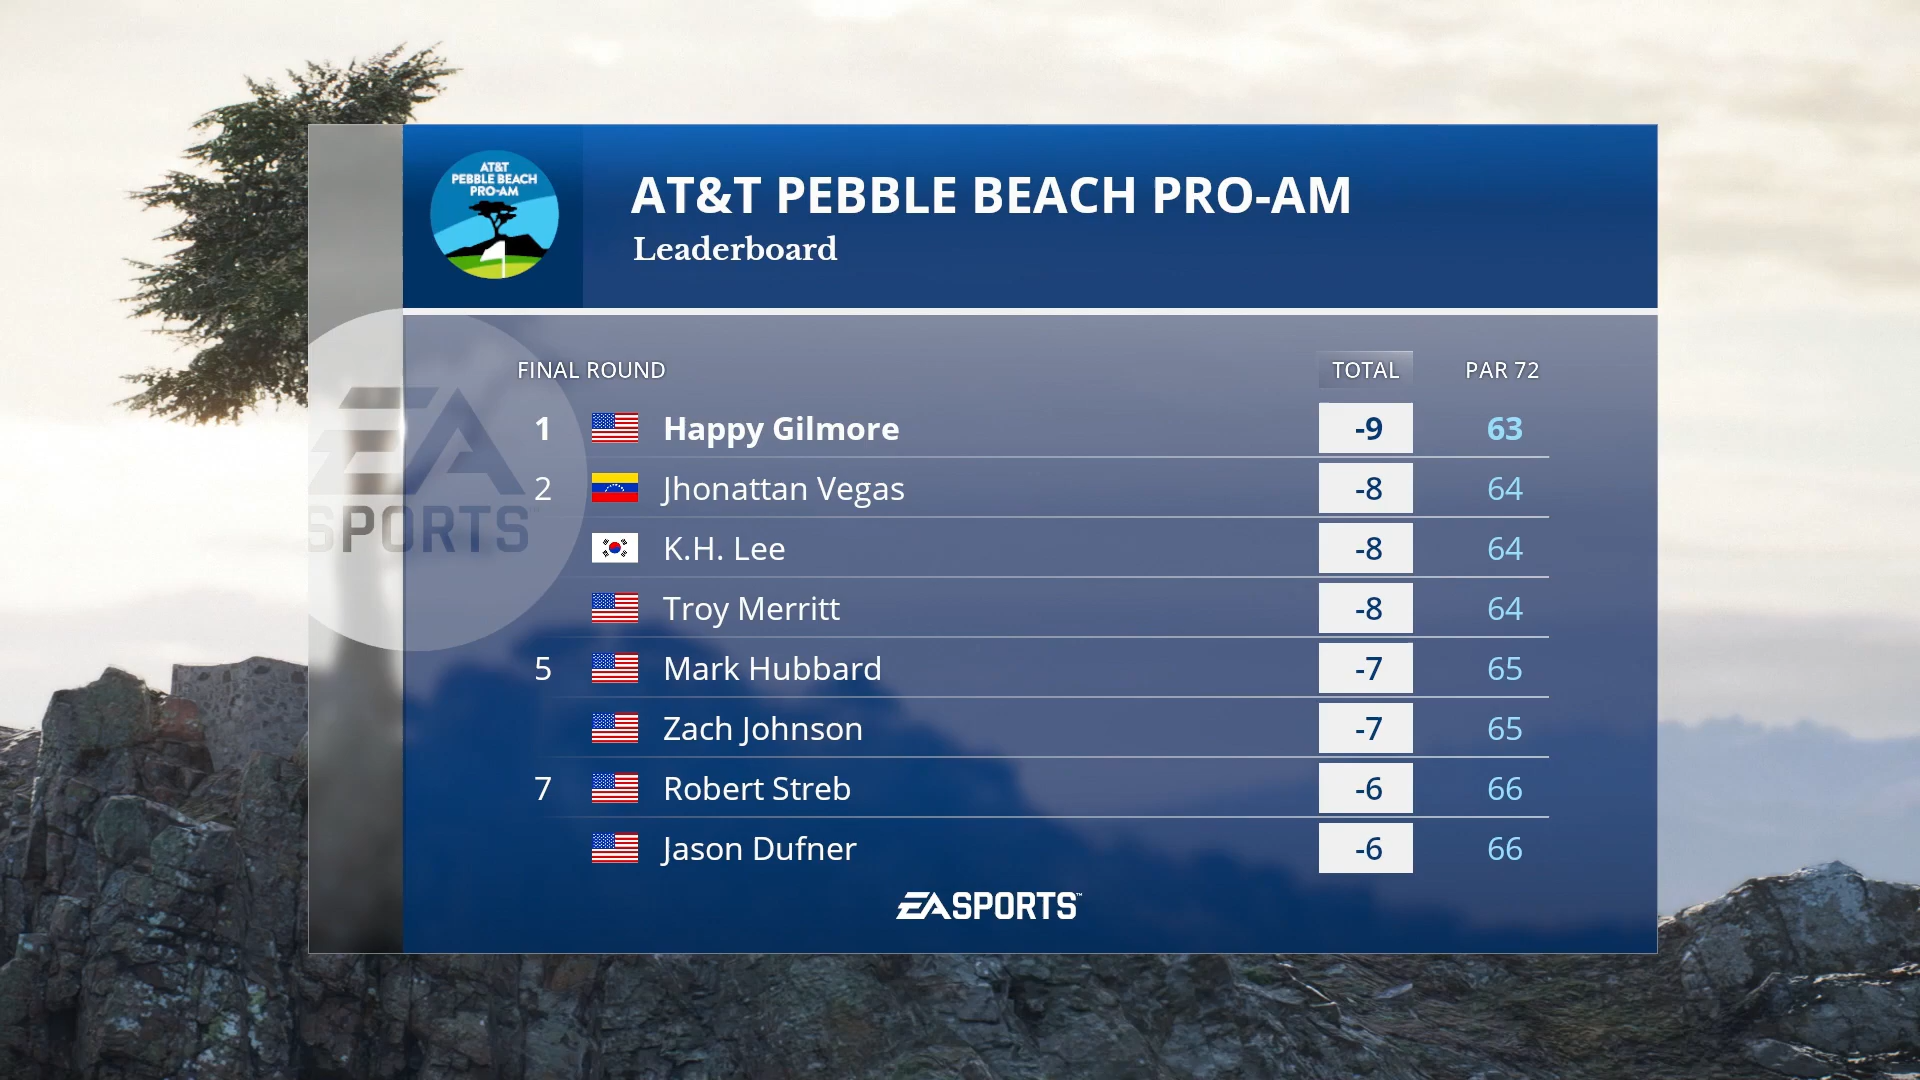 AT&T
PEBBLE BEACH
PRO-AM
AT&T PEBBLE BEACH PRO-AM
Leaderboard
EA
SPORTS
FINAL ROUND TOTAL PAR 72
1 Happy Gilmore -9 63
2 Jhonattan Vegas -8 64
K.H. Lee -8 64
Troy Merritt -8 64
5 Mark Hubbard -7 65
Zach Johnson -7 65
7 Robert Streb -6 66
Jason Dufner -6 66
EA SPORTS™